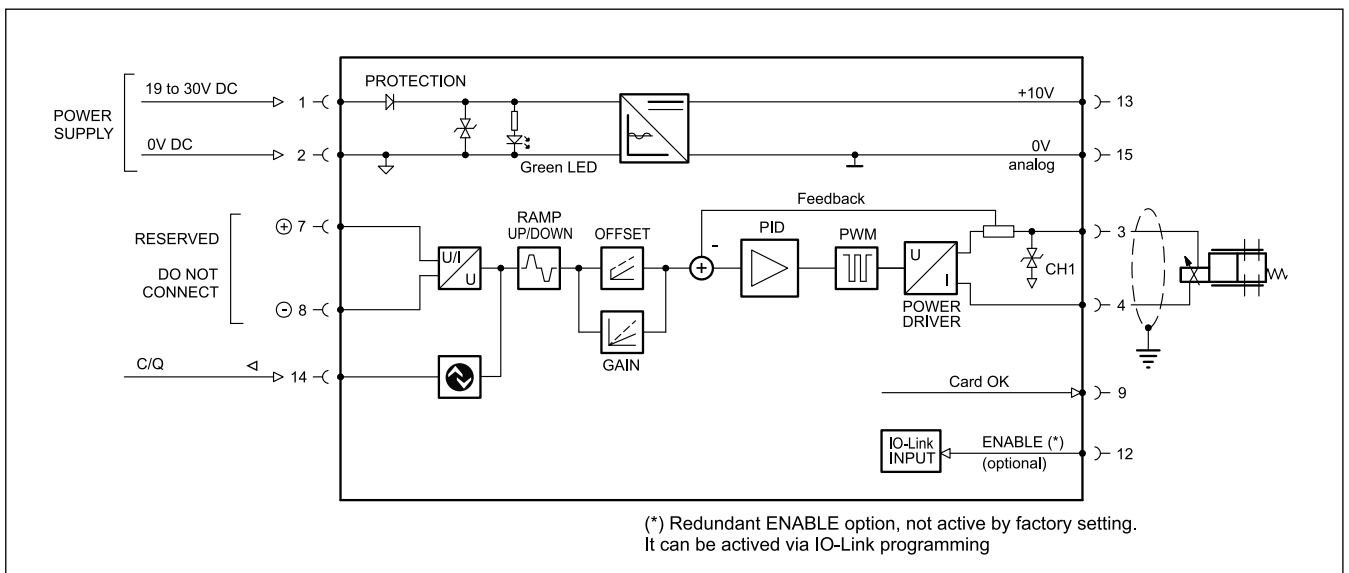 POWER
SUPPLY
19 to 30V DC
1
0V DC
2
PROTECTION
Green LED
+10V
13
0V
analog
15
RESERVED
DO NOT
CONNECT
+ 7
- 8
U/I
U
RAMP
UP/DOWN
OFFSET
GAIN
Feedback
-
+
PID
PWM
U
I
POWER
DRIVER
CH1
3
4
C/Q
14
Card OK
9
IO-Link
INPUT
ENABLE (*)
(optional)
12
(*) Redundant ENABLE option, not active by factory setting.
It can be actived via IO-Link programming